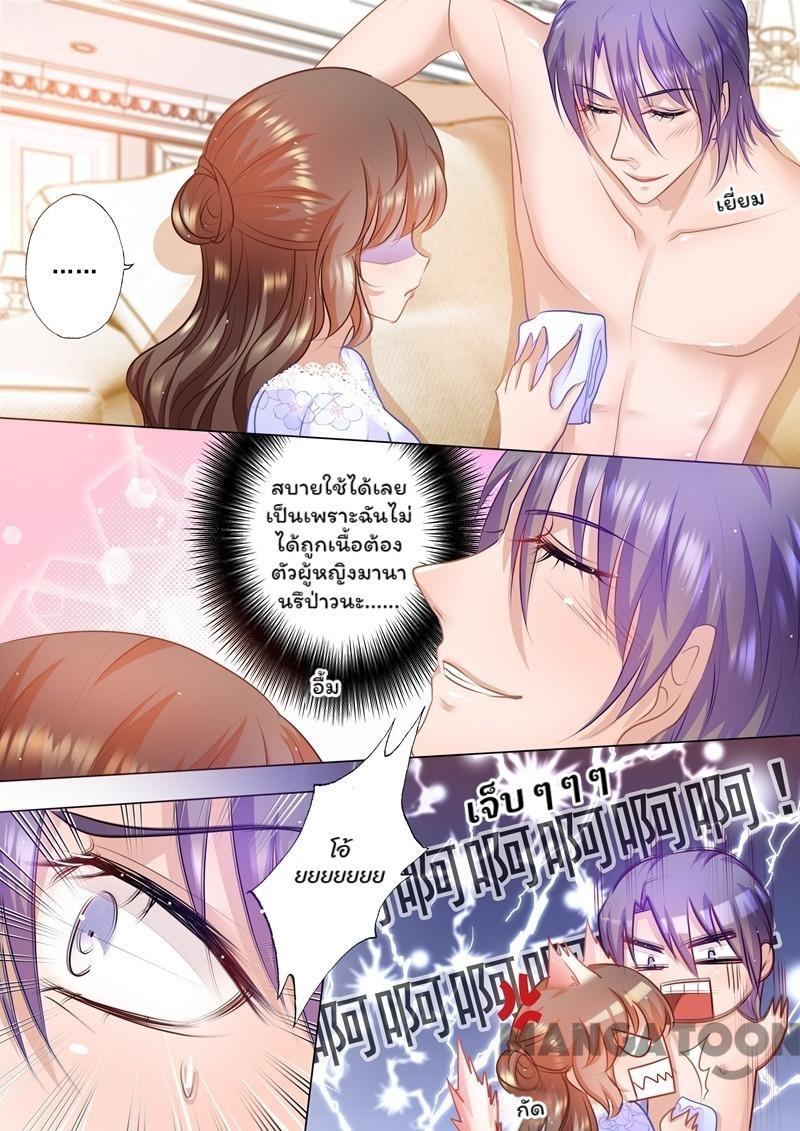 เยี่ยม
……
สบายใช้ได้เลย
เป็นเพราะฉันไม่
ได้ถูกเนื้อต้อง
ตัวผู้หญิงมานา
นรึป่าวนะ……
อื้ม
เจ็บๆๆๆ
โอ้
ยยยยยยย
啊啊啊啊啊啊!
啊啊啊啊啊
MANGATOON
กัด